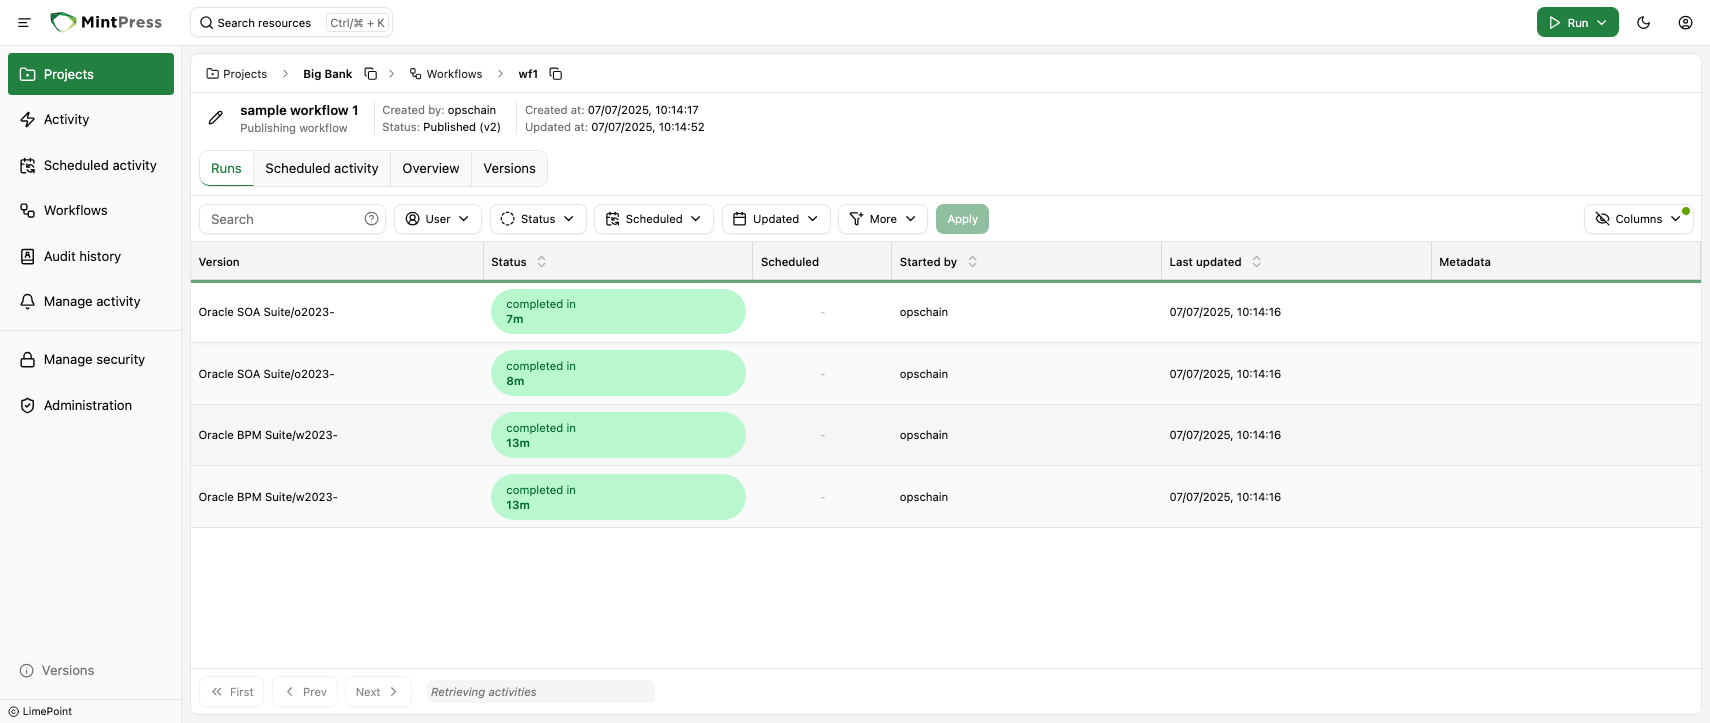 MintPress
Search resources Ctrl/⌘ + K
Run
Projects
Activity
Scheduled activity
Workflows
Audit history
Manage activity
Manage security
Administration
Versions
© LimePoint
Projects > Big Bank > Workflows > wf1
sample workflow 1
Publishing workflow
Created by: opschain
Status: Published (v2)
Created at: 07/07/2025, 10:14:17
Updated at: 07/07/2025, 10:14:52
Runs Scheduled activity Overview Versions
Search User Status Scheduled Updated More Apply Columns
Version Status Scheduled Started by Last updated Metadata
Oracle SOA Suite/o2023- completed in 7m - opschain 07/07/2025, 10:14:16
Oracle SOA Suite/o2023- completed in 8m - opschain 07/07/2025, 10:14:16
Oracle BPM Suite/w2023- completed in 13m - opschain 07/07/2025, 10:14:16
Oracle BPM Suite/w2023- completed in 13m - opschain 07/07/2025, 10:14:16
First Prev Next Retrieving activities